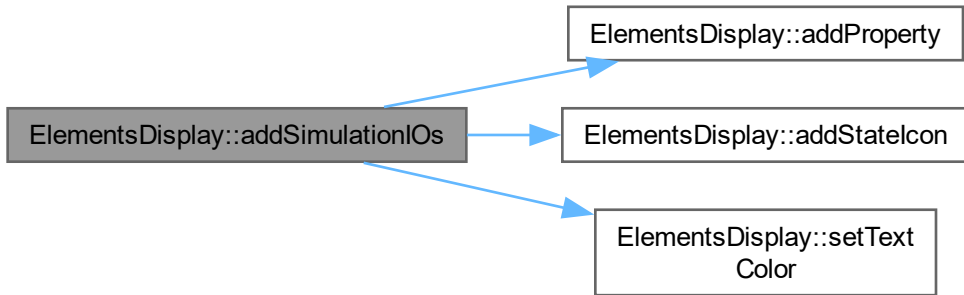 ElementsDisplay::addProperty
ElementsDisplay::addSimulationIOs
ElementsDisplay::addStateIcon
ElementsDisplay::setText
Color